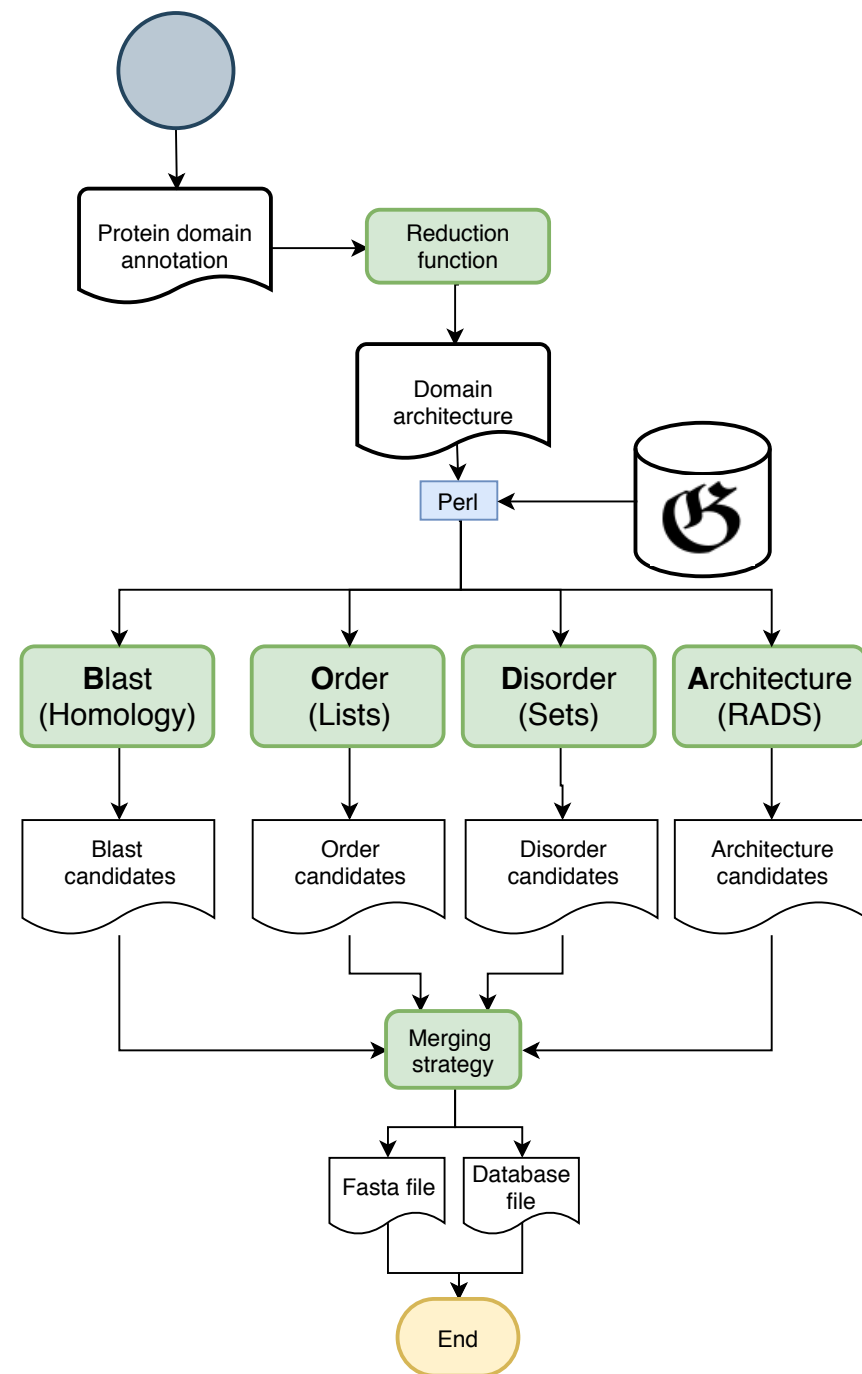 Protein domain
annotation
Reduction
function
Domain
architecture
Perl
𝕲
Blast
(Homology)
Order
(Lists)
Disorder
(Sets)
Architecture
(RADS)
Blast
candidates
Order
candidates
Disorder
candidates
Architecture
candidates
Merging
strategy
Fasta file
Database
file
End